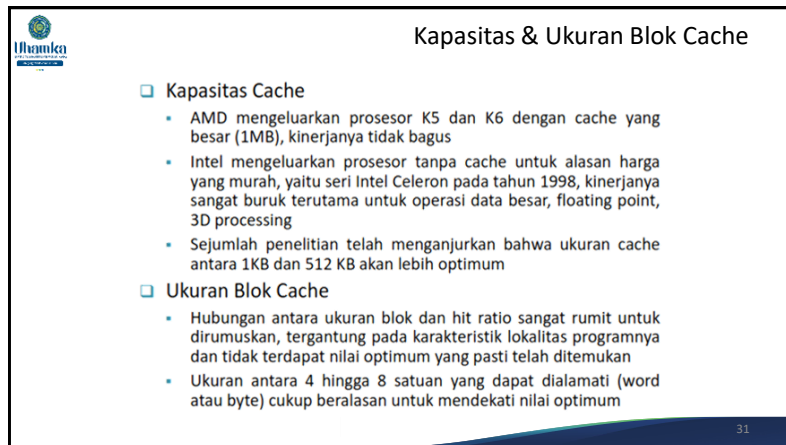 Kapasitas & Ukuran Blok Cache
Uhamka
Kapasitas Cache
AMD mengeluarkan prosesor K5 dan K6 dengan cache yang
besar (1MB), kinerjanya tidak bagus
Intel mengeluarkan prosesor tanpa cache untuk alasan harga
yang murah, yaitu seri Intel Celeron pada tahun 1998, kinerjanya
sangat buruk terutama untuk operasi data besar, floating point,
3D processing
Sejumlah penelitian telah menganjurkan bahwa ukuran cache
antara 1KB dan 512 KB akan lebih optimum
Ukuran Blok Cache
Hubungan antara ukuran blok dan hit ratio sangat rumit untuk
dirumuskan, tergantung pada karakteristik lokalitas programnya
dan tidak terdapat nilai optimum yang pasti telah ditemukan
Ukuran antara 4 hingga 8 satuan yang dapat dialamati (word
atau byte) cukup beralasan untuk mendekati nilai optimum
31